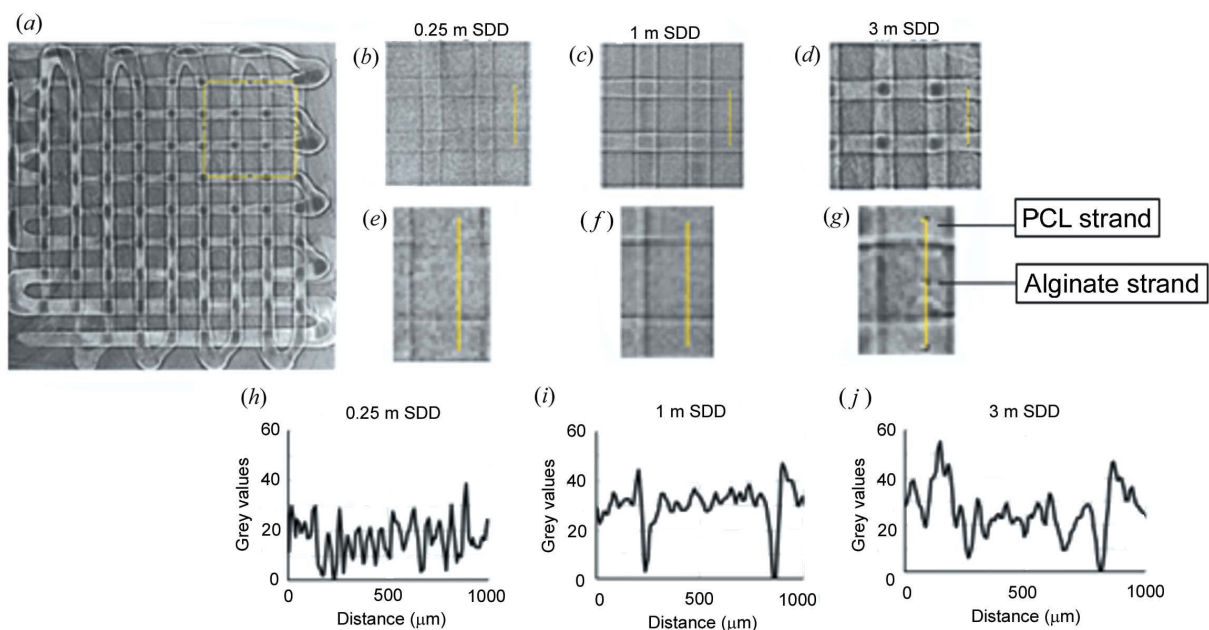 (a)
0.25 m SDD
1 m SDD
3 m SDD
(b)
(c)
(d)
(e)
(f)
(g)
PCL strand
Alginate strand
(h)
(i)
(j)
0.25 m SDD
1 m SDD
3 m SDD
60
40
20
0
Grey values
0
500
1000
Distance (μm)
60
40
20
0
Grey values
0
500
1000
Distance (μm)
60
40
20
0
Grey values
0
500
1000
Distance (μm)